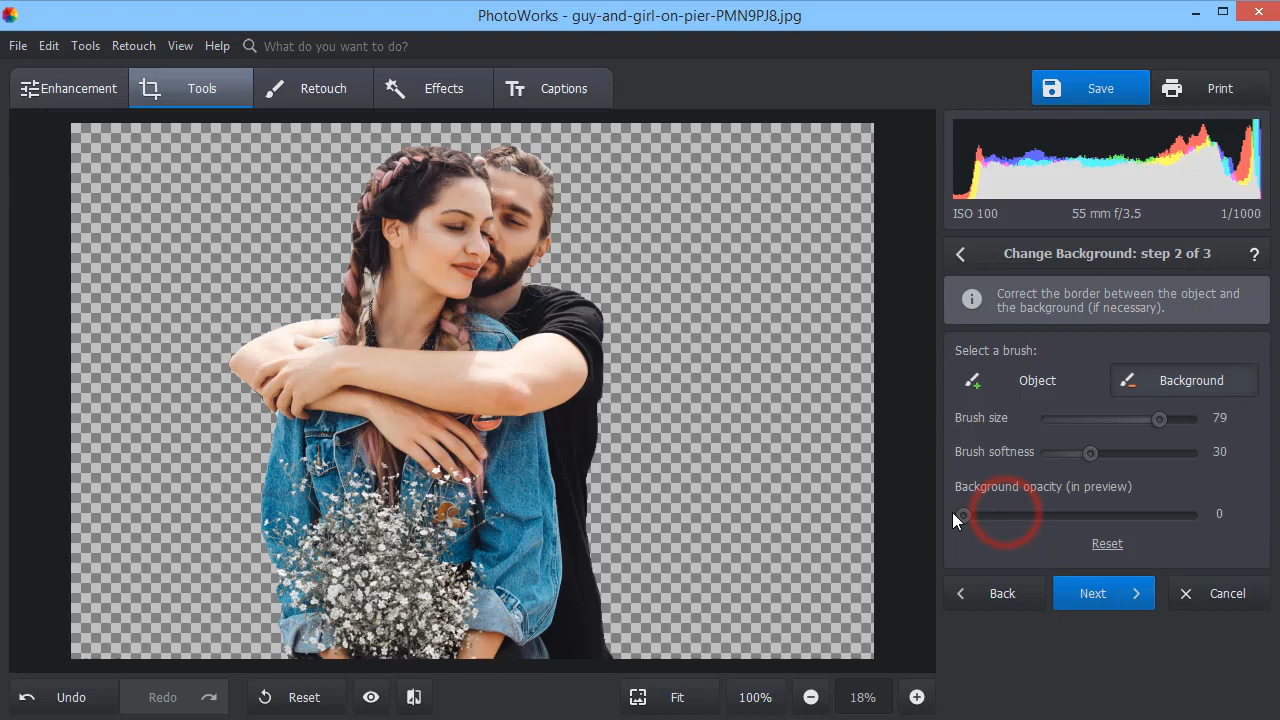 PhotoWorks - guy-and-girl-on-pier-PMN9PJ8.jpg
File Edit Tools Retouch View Help What do you want to do?
Enhancement Tools Retouch Effects Captions Save Print
ISO 100 55 mm f/3.5 1/1000
Change Background: step 2 of 3 ?
Correct the border between the object and
the background (if necessary).
Select a brush:
Object Background
Brush size 79
Brush softness 30
Background opacity (in preview)
0
Reset
Back Next Cancel
Undo Redo Reset Fit 100% 18%